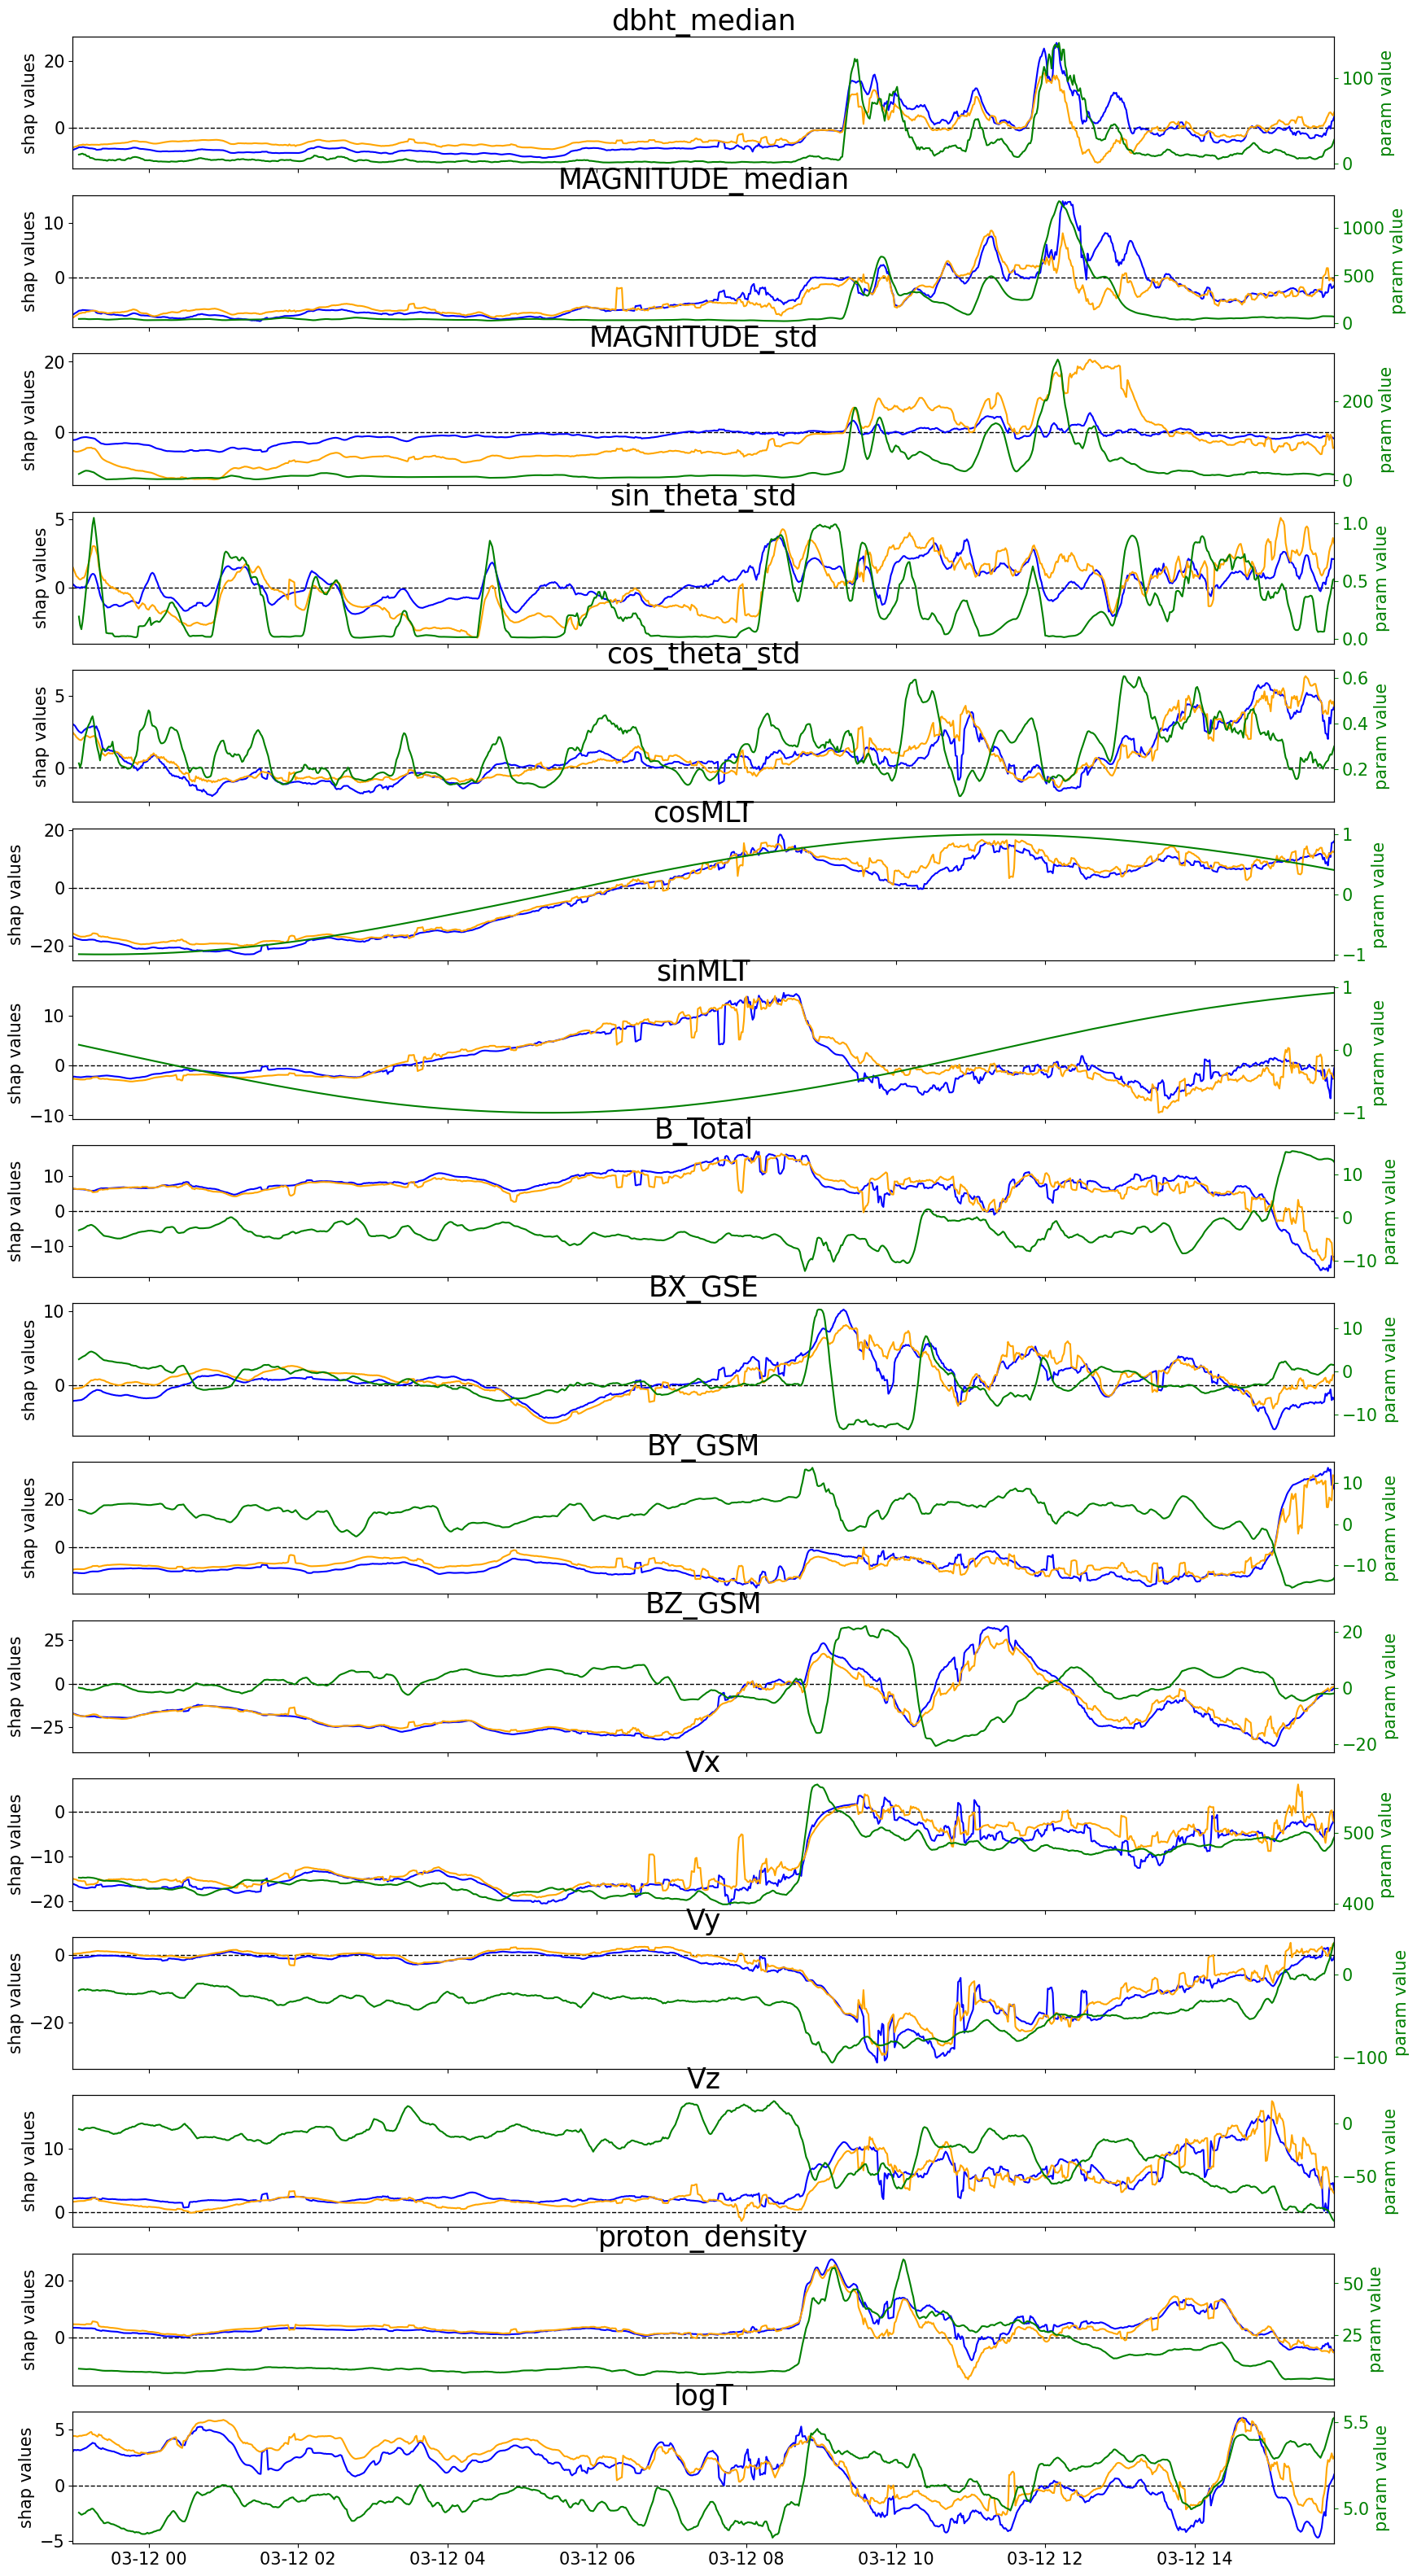 dbht_median
shap values
20
0
100
0
param value
MAGNITUDE_median
shap values
10
0
1000
500
0
param value
MAGNITUDE_std
shap values
20
0
200
0
param value
sin_theta_std
shap values
5
0
1.0
0.5
0.0
param value
cos_theta_std
shap values
5
0
0.6
0.4
0.2
param value
cosMLT
shap values
20
0
−20
1
0
−1
param value
sinMLT
shap values
10
0
−10
1
0
−1
param value
B_Total
shap values
10
0
−10
10
0
−10
param value
BX_GSE
shap values
10
0
10
0
−10
param value
BY_GSM
shap values
20
0
10
0
−10
param value
BZ_GSM
shap values
25
0
−25
20
0
−20
param value
Vx
shap values
0
−10
−20
500
400
param value
Vy
shap values
0
−20
0
−100
param value
Vz
shap values
10
0
0
−50
param value
proton_density
shap values
20
0
50
25
param value
logT
shap values
5
0
−5
5.5
5.0
param value
03-12 00
03-12 02
03-12 04
03-12 06
03-12 08
03-12 10
03-12 12
03-12 14